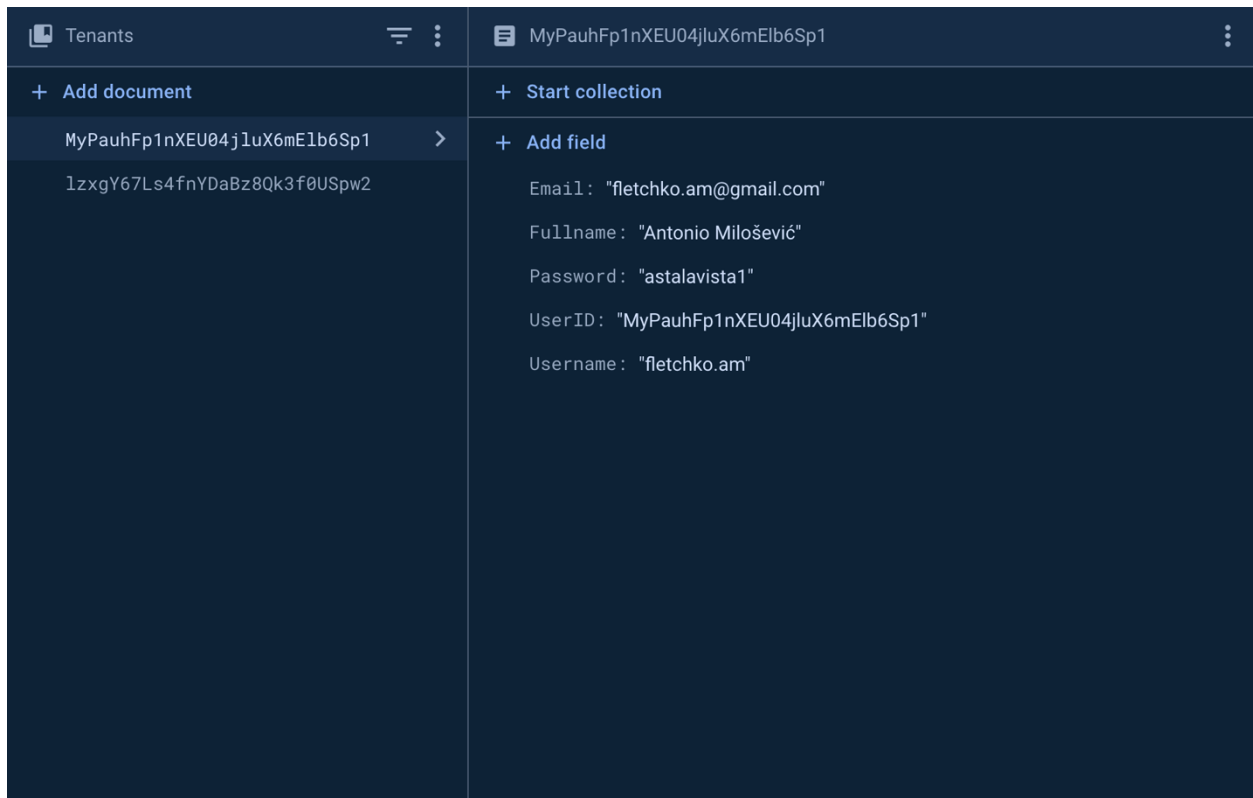 Tenants
Add document
MyPauhFp1nXEU04jluX6mElb6Sp1
lzxgY67Ls4fnYDaBz8Qk3f0USpw2
MyPauhFp1nXEU04jluX6mElb6Sp1
Start collection
Add field
Email: "fletchko.am@gmail.com"
Fullname: "Antonio Milošević"
Password: "astalavista1"
UserID: "MyPauhFp1nXEU04jluX6mElb6Sp1"
Username: "fletchko.am"